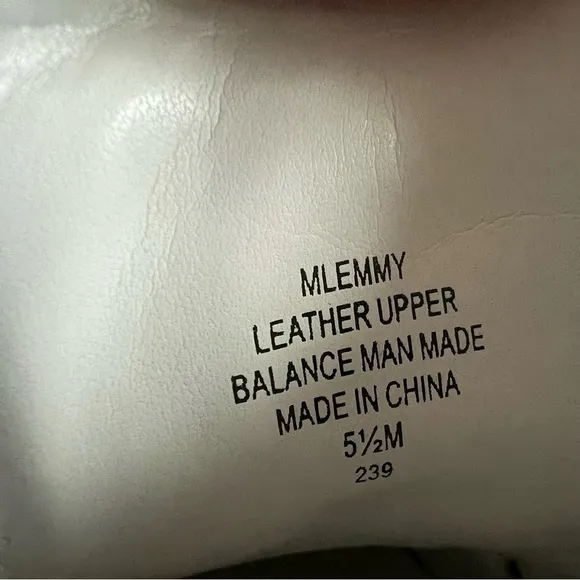 MLEMMY
LEATHER UPPER
BALANCE MAN MADE
MADE IN CHINA
5½M
239